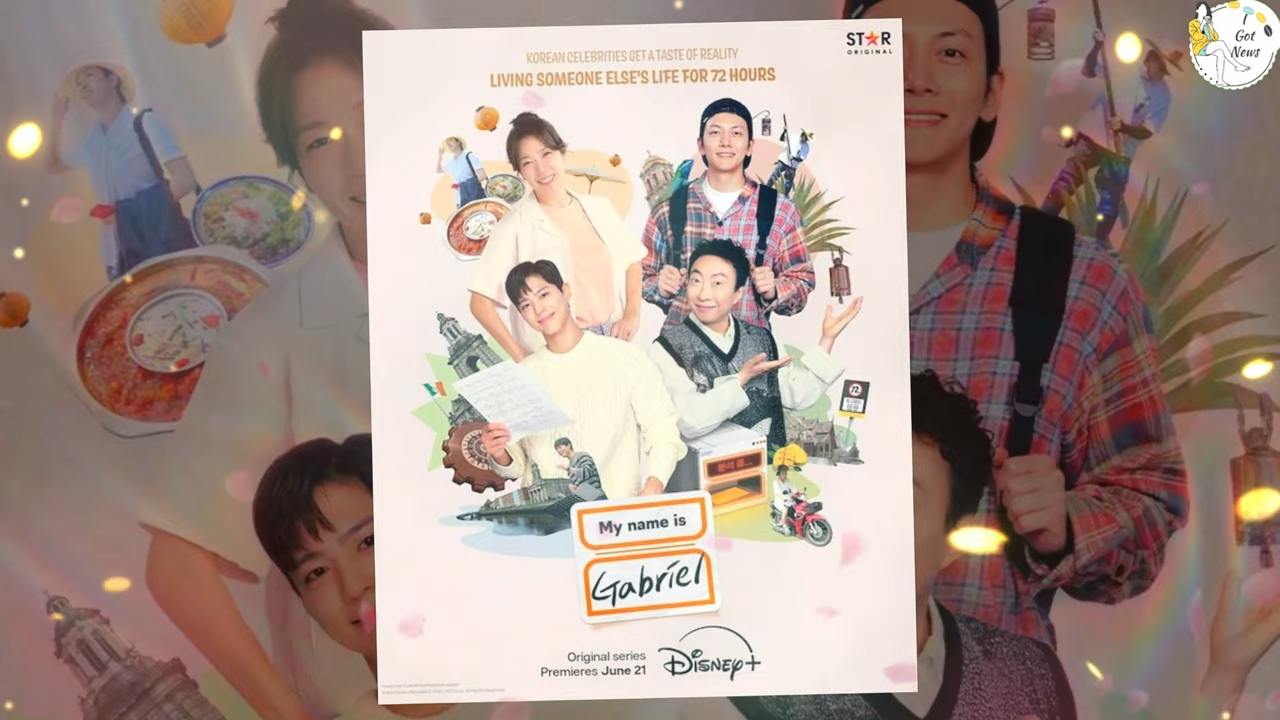 I
Got
News
STAR
ORIGINAL
KOREAN CELEBRITIES GET A TASTE OF REALITY
LIVING SOMEONE ELSE'S LIFE FOR 72 HOURS
72
My name is
Gabriel
Original series
Premieres June 21
Disney+